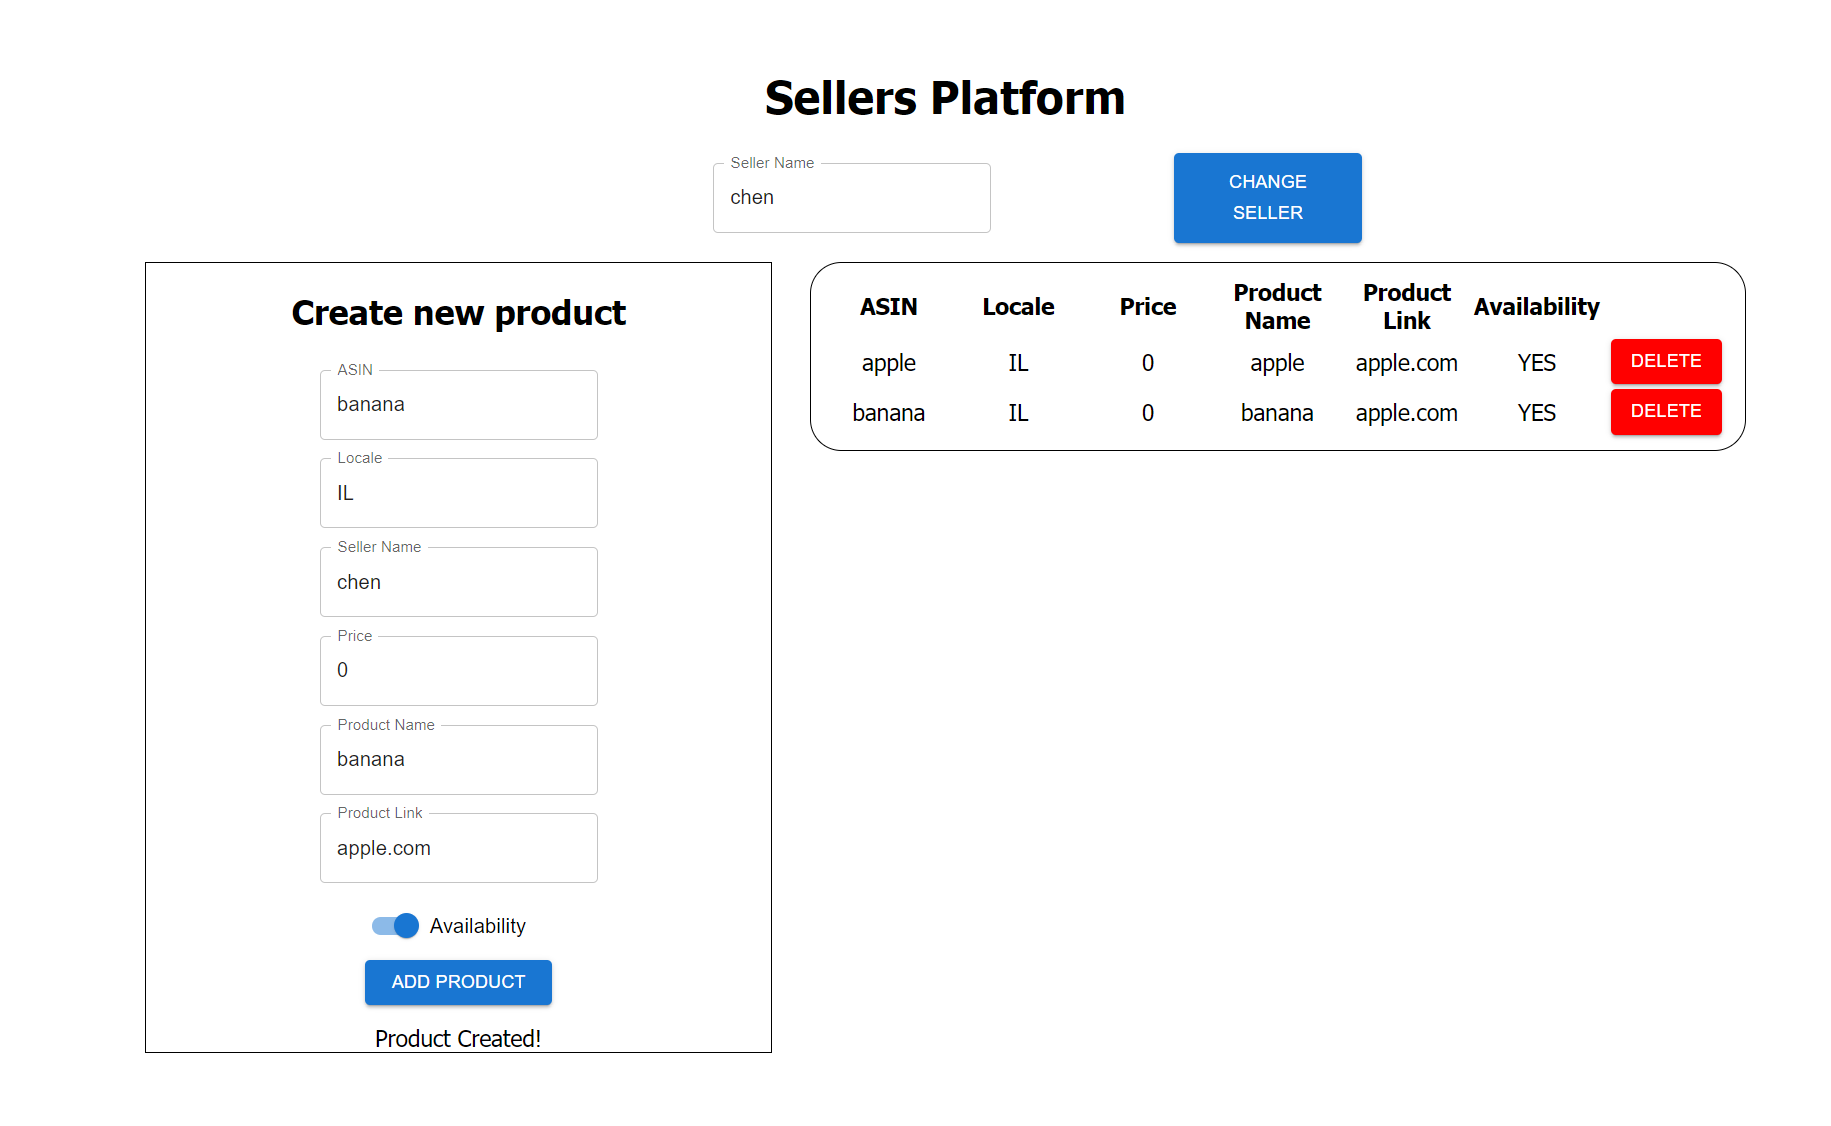 Sellers Platform
Seller Name
chen
CHANGE
SELLER
Create new product
ASIN
banana
Locale
IL
Seller Name
chen
Price
0
Product Name
banana
Product Link
apple.com
Availability
ADD PRODUCT
Product Created!
ASIN Locale Price Product Name Product Link Availability
apple IL 0 apple apple.com YES DELETE
banana IL 0 banana apple.com YES DELETE